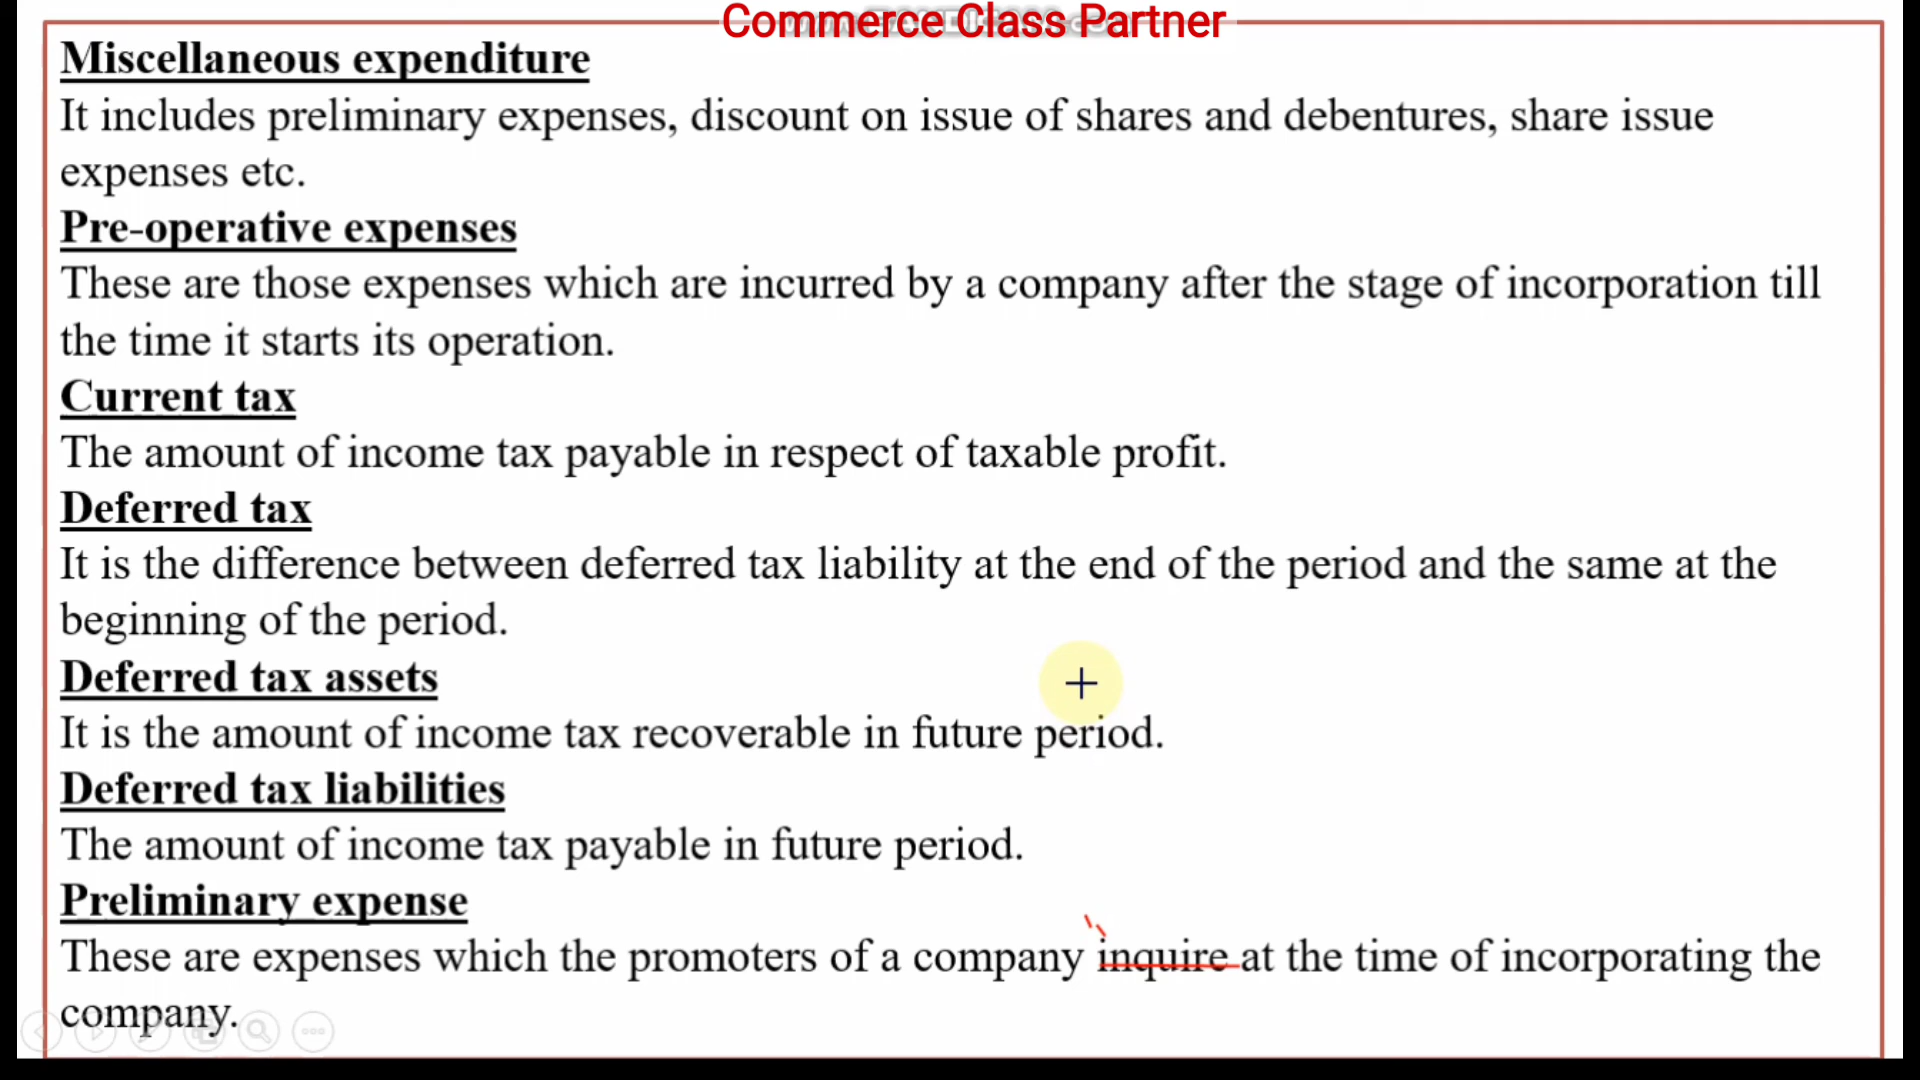 Commerce Class Partner
Miscellaneous expenditure
It includes preliminary expenses, discount on issue of shares and debentures, share issue
expenses etc.
Pre-operative expenses
These are those expenses which are incurred by a company after the stage of incorporation till
the time it starts its operation.
Current tax
The amount of income tax payable in respect of taxable profit.
Deferred tax
It is the difference between deferred tax liability at the end of the period and the same at the
beginning of the period.
Deferred tax assets
It is the amount of income tax recoverable in future period.
Deferred tax liabilities
The amount of income tax payable in future period.
Preliminary expense
These are expenses which the promoters of a company inquire at the time of incorporating the
company.